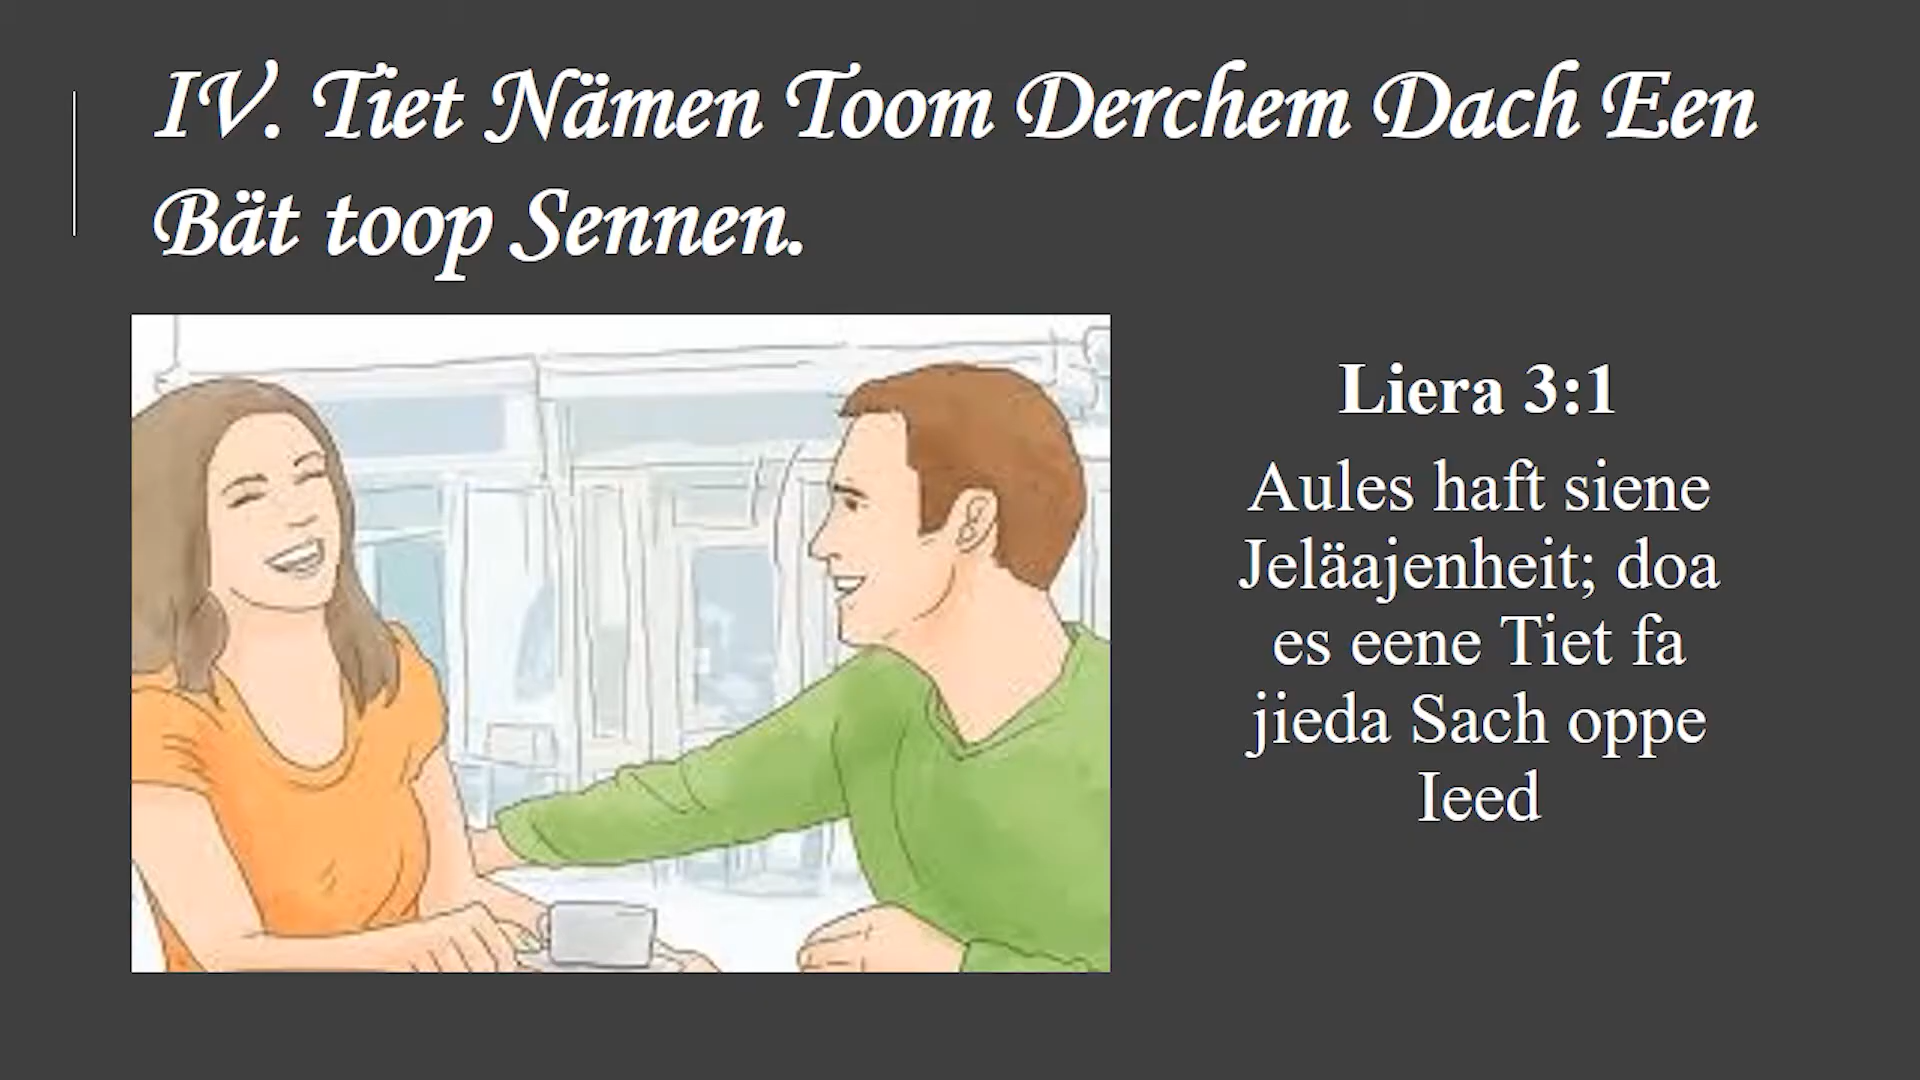 IV. Tiet Nämen Toom Derchem Dach Een
Bät toop Sennen.
Liera 3:1
Aules haft siene
Jeläajenheit; doa
es eene Tiet fa
jieda Sach oppe
Ieed